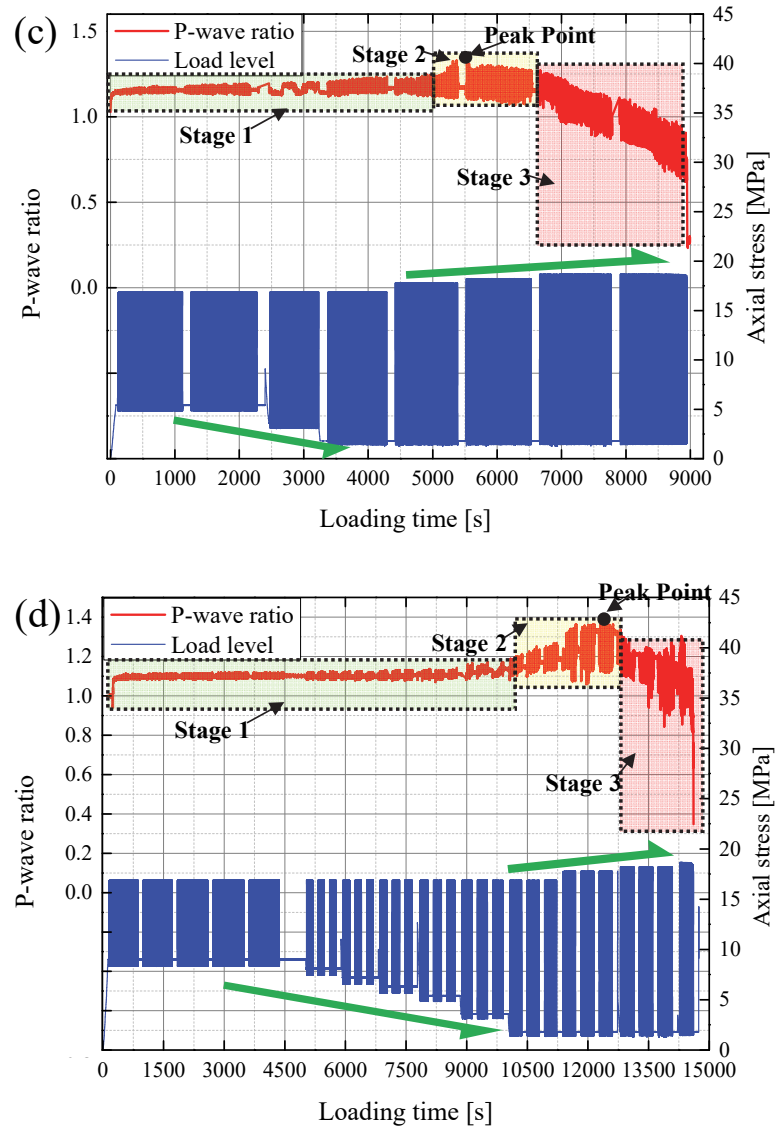 (c)
P-wave ratio
Load level
Stage 2
Peak Point
Stage 1
Stage 3
1.5
1.0
0.5
0.0
P-wave ratio
45
40
35
30
25
20
15
10
5
0
Axial stress [MPa]
0 1000 2000 3000 4000 5000 6000 7000 8000 9000
Loading time [s]
(d)
P-wave ratio
Load level
Stage 2
Peak Point
Stage 1
Stage 3
1.4
1.2
1.0
0.8
0.6
0.4
0.2
0.0
P-wave ratio
45
40
35
30
25
20
15
10
5
0
Axial stress [MPa]
0 1500 3000 4500 6000 7500 9000 10500 12000 13500 15000
Loading time [s]